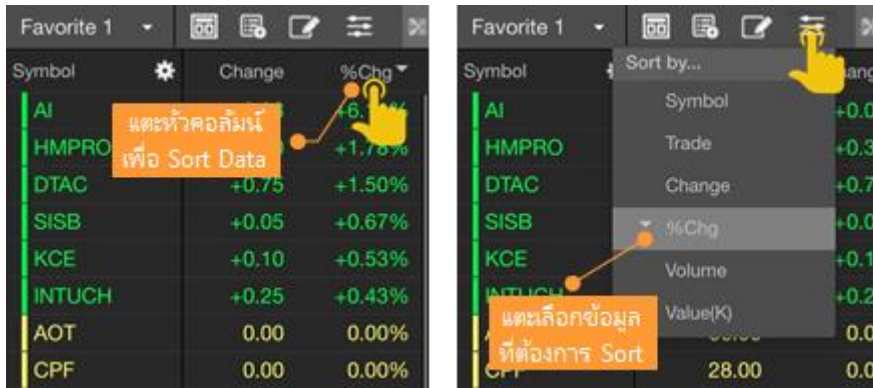 Favorite 1
Symbol Change %Chg
AI
HMPRO
DTAC +0.75 +1.50%
SISB +0.05 +0.67%
KCE +0.10 +0.53%
INTUCH +0.25 +0.43%
AOT 0.00 0.00%
CPF 0.00 0.00%
แตะหัวคอลัมน์
เพื่อ Sort Data
Favorite 1
Symbol
AI
HMPRO
DTAC
SISB
KCE
CPF 28.00
Sort by...
Symbol
Trade
Change
%Chg
Volume
Value(K)
แตะเลือกข้อมูล
ที่ต้องการ Sort